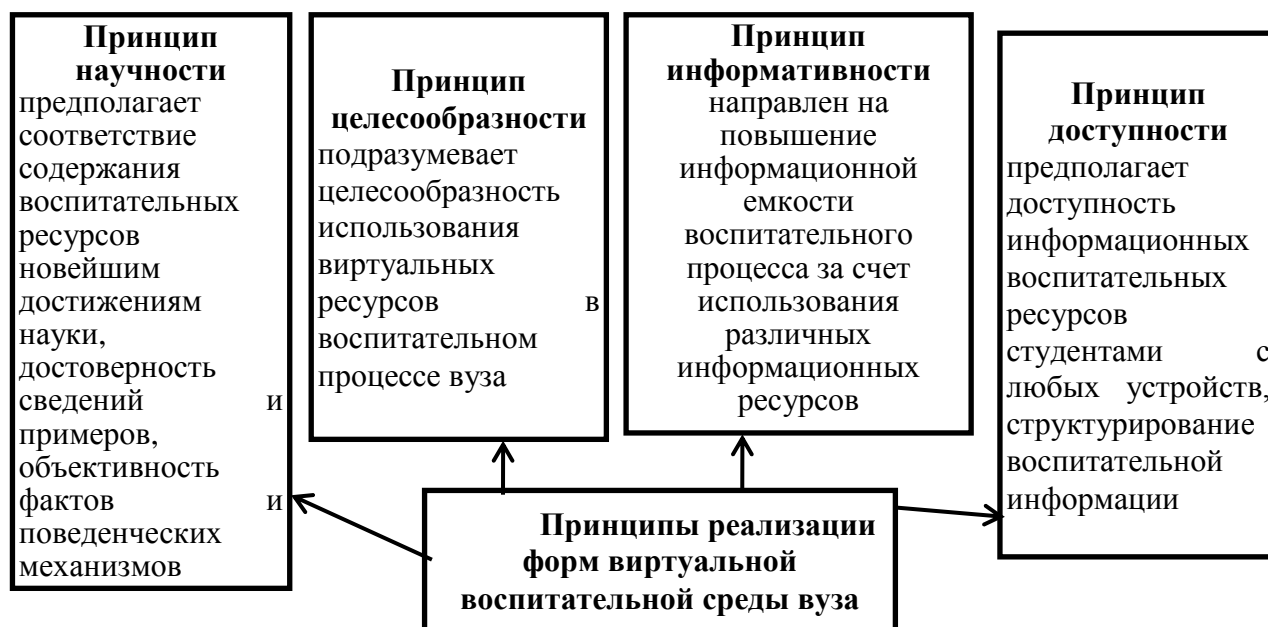 Принцип
научности
предполагает
соответствие
содержания
воспитательных
ресурсов
новейшим
достижениям
науки,
достоверность
сведений и
примеров,
объективность
фактов и
поведенческих
механизмов
Принцип
целесообразности
подразумевает
целесообразность
использования
виртуальных
ресурсов в
воспитательном
процессе вуза
Принцип
информативности
направлен на
повышение
информационной
емкости
воспитательного
процесса за счет
использования
различных
информационных
ресурсов
Принцип
доступности
предполагает
доступность
информационных
воспитательных
ресурсов
студентами с
любых устройств,
структурирование
воспитательной
информации
Принципы реализации
форм виртуальной
воспитательной среды вуза